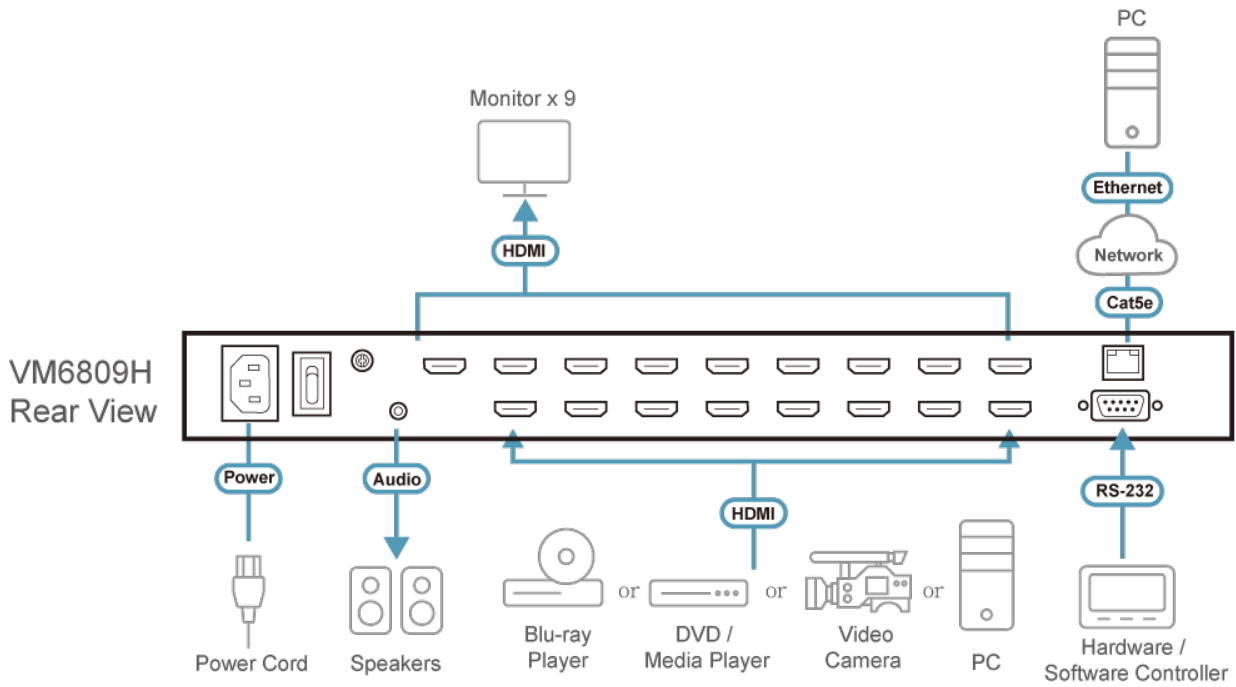 PC
Monitor x 9
Ethernet
HDMI
Network
Cat5e
VM6809H
Rear View
Power
Audio
RS-232
HDMI
or
or
or
Blu-ray
Player
DVD /
Media Player
Video
Camera
PC
Hardware /
Software Controller
Power Cord
Speakers